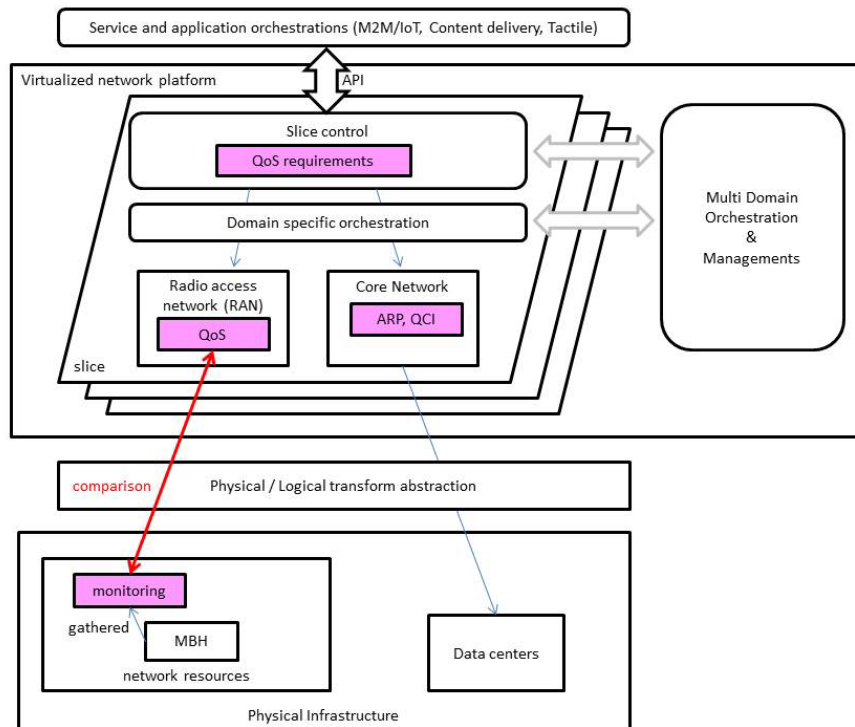 Service and application orchestrations (M2M/IoT, Content delivery, Tactile)
Virtualized network platform
API
Slice control
QoS requirements
Domain specific orchestration
Multi Domain
Orchestration
&
Managements
Radio access
network (RAN)
QoS
Core Network
ARP, QCI
slice
comparison
Physical / Logical transform abstraction
monitoring
gathered
MBH
network resources
Data centers
Physical Infrastructure